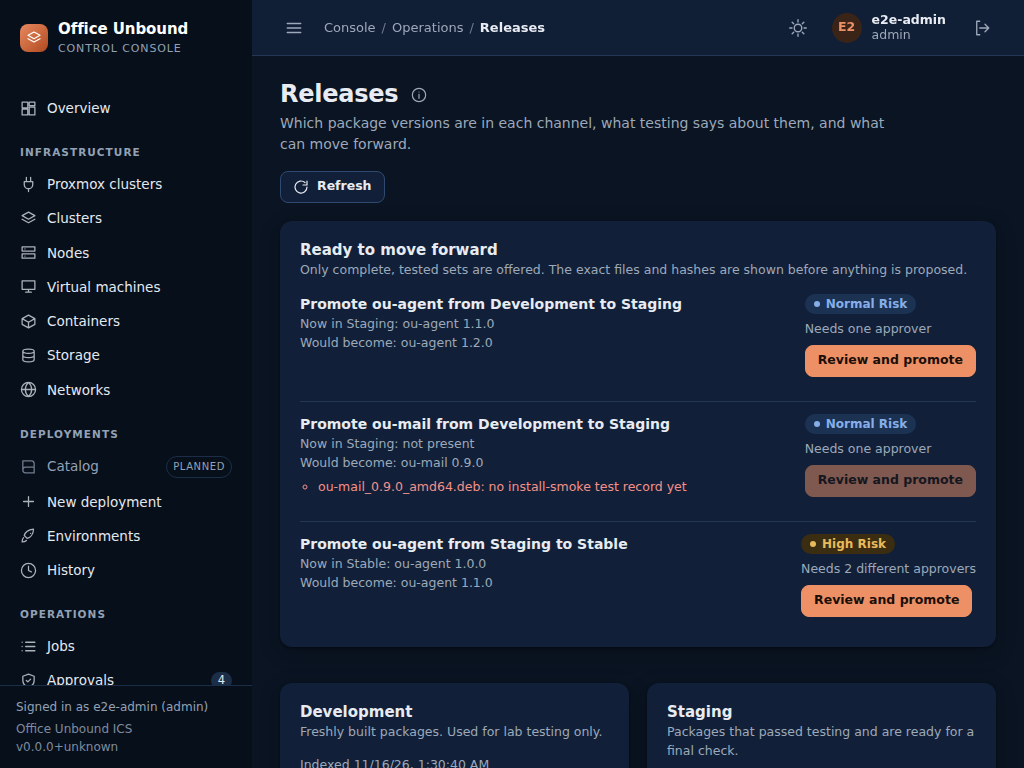 Office Unbound
CONTROL CONSOLE
Overview
INFRASTRUCTURE
Proxmox clusters
Clusters
Nodes
Virtual machines
Containers
Storage
Networks
DEPLOYMENTS
Catalog PLANNED
New deployment
Environments
History
OPERATIONS
Jobs
Approvals 4
Signed in as e2e-admin (admin)
Office Unbound ICS
v0.0.0+unknown
Console / Operations / Releases
E2 e2e-admin
admin
Releases
Which package versions are in each channel, what testing says about them, and what
can move forward.
Refresh
Ready to move forward
Only complete, tested sets are offered. The exact files and hashes are shown before anything is proposed.
Promote ou-agent from Development to Staging
Now in Staging: ou-agent 1.1.0
Would become: ou-agent 1.2.0
Normal Risk
Needs one approver
Review and promote
Promote ou-mail from Development to Staging
Now in Staging: not present
Would become: ou-mail 0.9.0
ou-mail_0.9.0_amd64.deb: no install-smoke test record yet
Normal Risk
Needs one approver
Review and promote
Promote ou-agent from Staging to Stable
Now in Stable: ou-agent 1.0.0
Would become: ou-agent 1.1.0
High Risk
Needs 2 different approvers
Review and promote
Development
Freshly built packages. Used for lab testing only.
Indexed 11/16/26, 1:30:40 AM
Staging
Packages that passed testing and are ready for a
final check.